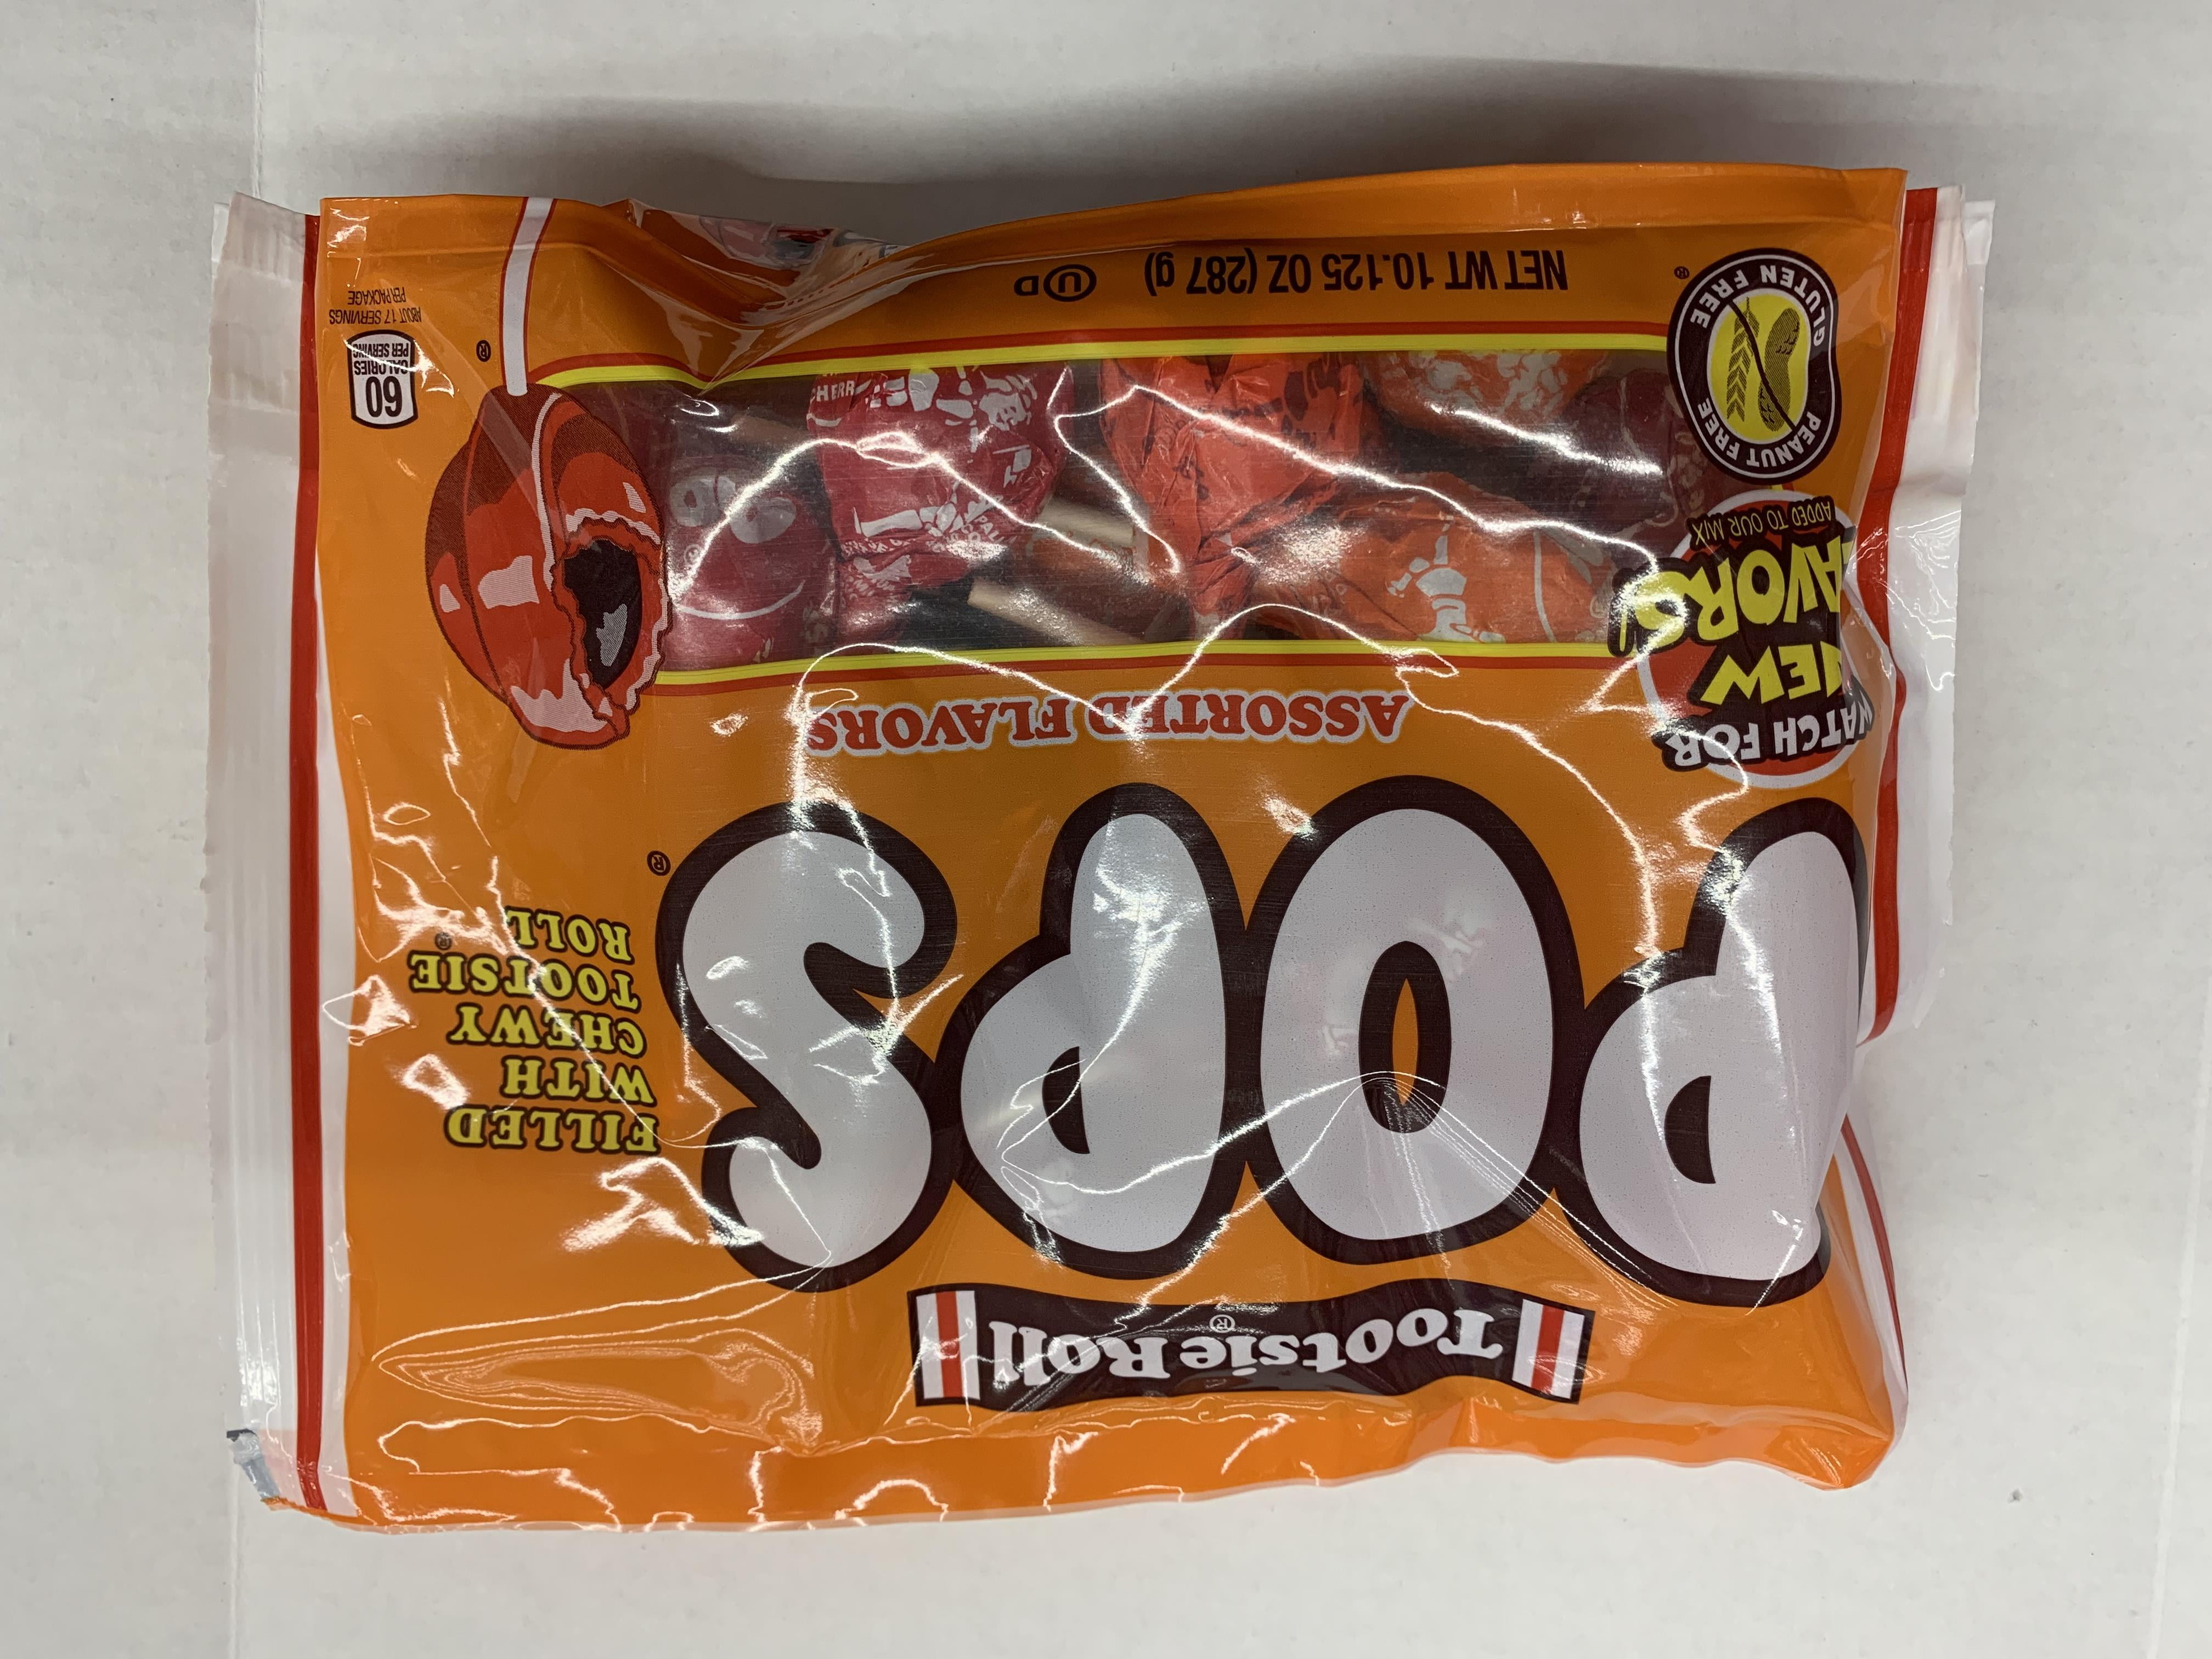 Tootsie Roll®
POPS®
FILLED
WITH
CHEWY
TOOTSIE
ROLL®
WATCH FOR
NEW
FLAVORS!
ADDED TO OUR MIX
ASSORTED FLAVORS
PEANUT FREE
GLUTEN FREE
®
60
CALORIES
PER SERVING
ABOUT 17 SERVINGS
PER PACKAGE
®
NET WT 10.125 OZ (287 g)
U D